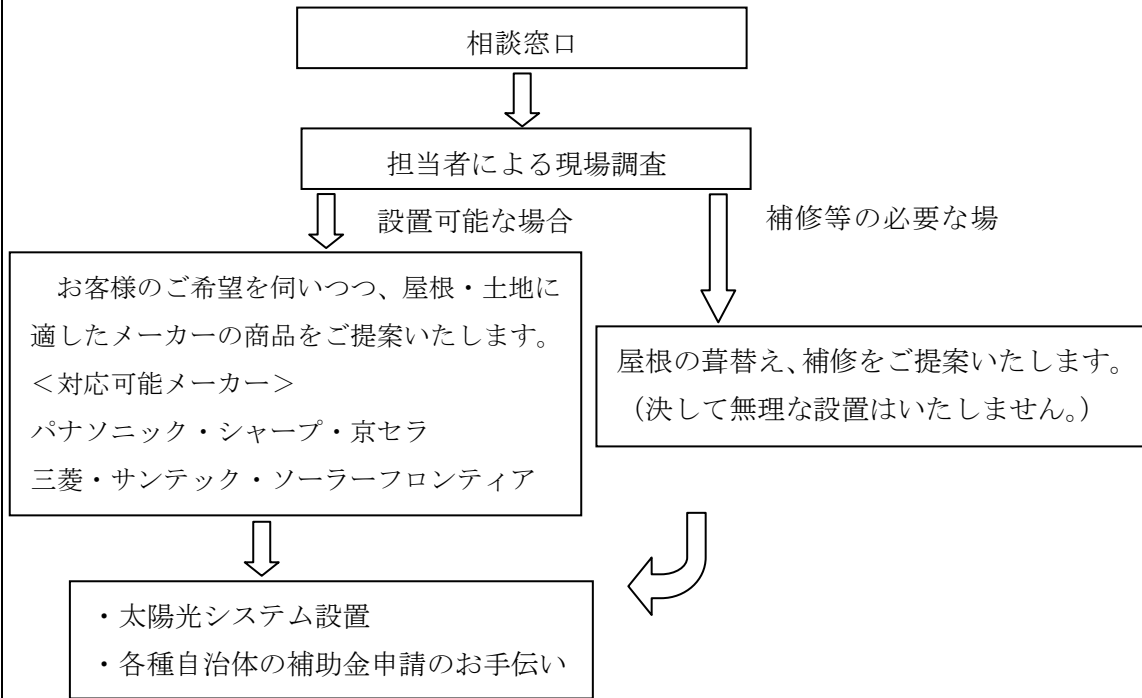 相談窓口
担当者による現場調査
設置可能な場合
補修等の必要な場
お客様のご希望を伺いつつ、屋根・土地に
適したメーカーの商品をご提案いたします。
＜対応可能メーカー＞
パナソニック・シャープ・京セラ
三菱・サンテック・ソーラーフロンティア
屋根の葺替え、補修をご提案いたします。
（決して無理な設置はいたしません。）
・太陽光システム設置
・各種自治体の補助金申請のお手伝い